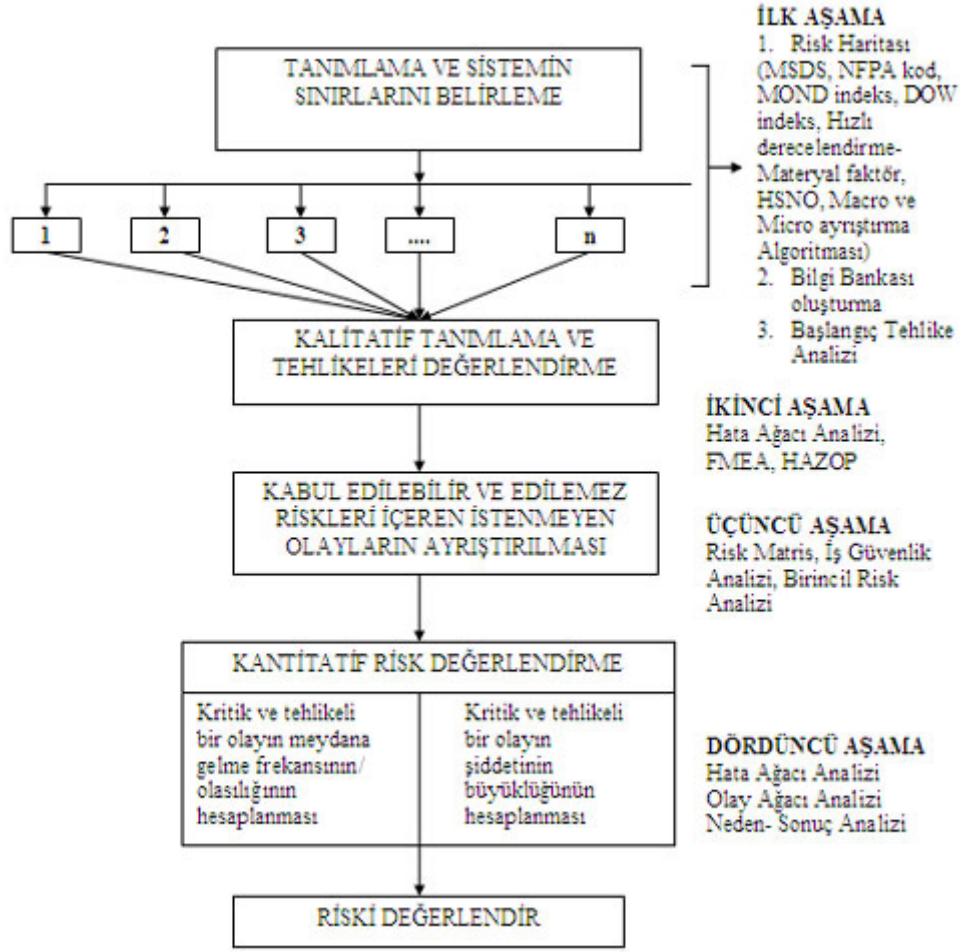 TANIMLAMA VE SİSTEMİN
SINIRLARINI BELİRLEME
1
2
3
....
n
KALİTATİF TANIMLAMA VE
TEHLİKELERİ DEĞERLENDİRME
KABUL EDİLEBİLİR VE EDİLEMEZ
RİSKLERİ İÇEREN İSTENMEYEN
OLAYLARIN AYRIŞTIRILMASI
KANTİTATİF RİSK DEĞERLENDİRME
Kritik ve tehlikeli
bir olayın meydana
gelme frekansının/
olasılığının
hesaplanması
Kritik ve tehlikeli
bir olayın
şiddetinin
büyüklüğünün
hesaplanması
RİSKİ DEĞERLENDİR
İLK AŞAMA
1. Risk Haritası
(MSDS, NFPA kod,
MOND indeks, DOW
indeks, Hızlı
derecelendirme-
Materyal faktör,
HSNO, Macro ve
Micro ayrıştırma
Algoritması)
2. Bilgi Bankası
oluşturma
3. Başlangıç Tehlike
Analizi
İKİNCİ AŞAMA
Hata Ağacı Analizi,
FMEA, HAZOP
ÜÇÜNCÜ AŞAMA
Risk Matris, İş Güvenlik
Analizi, Birincil Risk
Analizi
DÖRDÜNCÜ AŞAMA
Hata Ağacı Analizi
Olay Ağacı Analizi
Neden- Sonuç Analizi